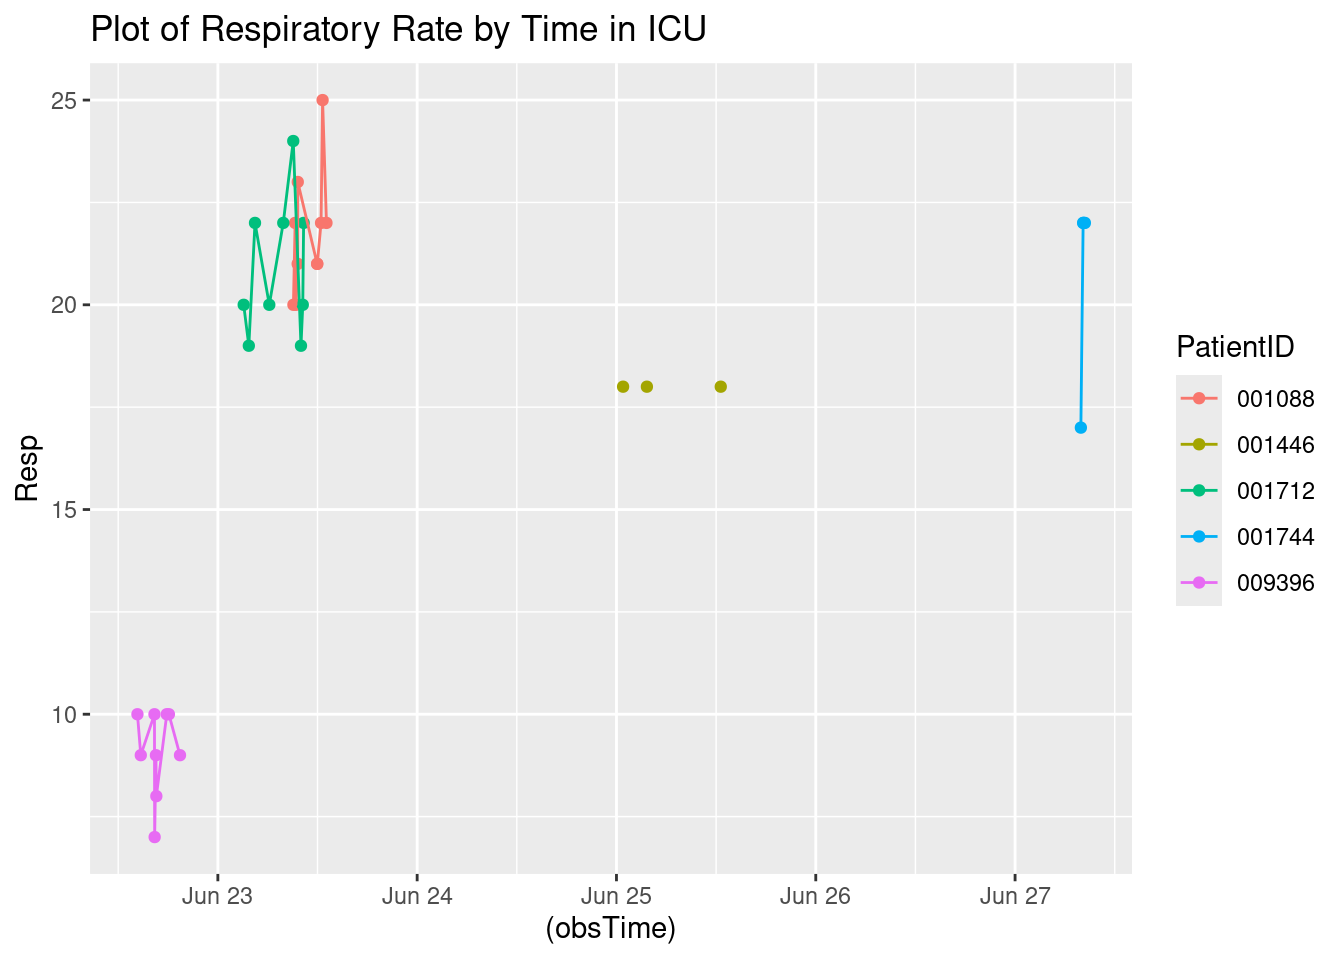 Plot of Respiratory Rate by Time in ICU
25
20
15
10
Resp
Jun 23 Jun 24 Jun 25 Jun 26 Jun 27
(obsTime)
PatientID
001088
001446
001712
001744
009396